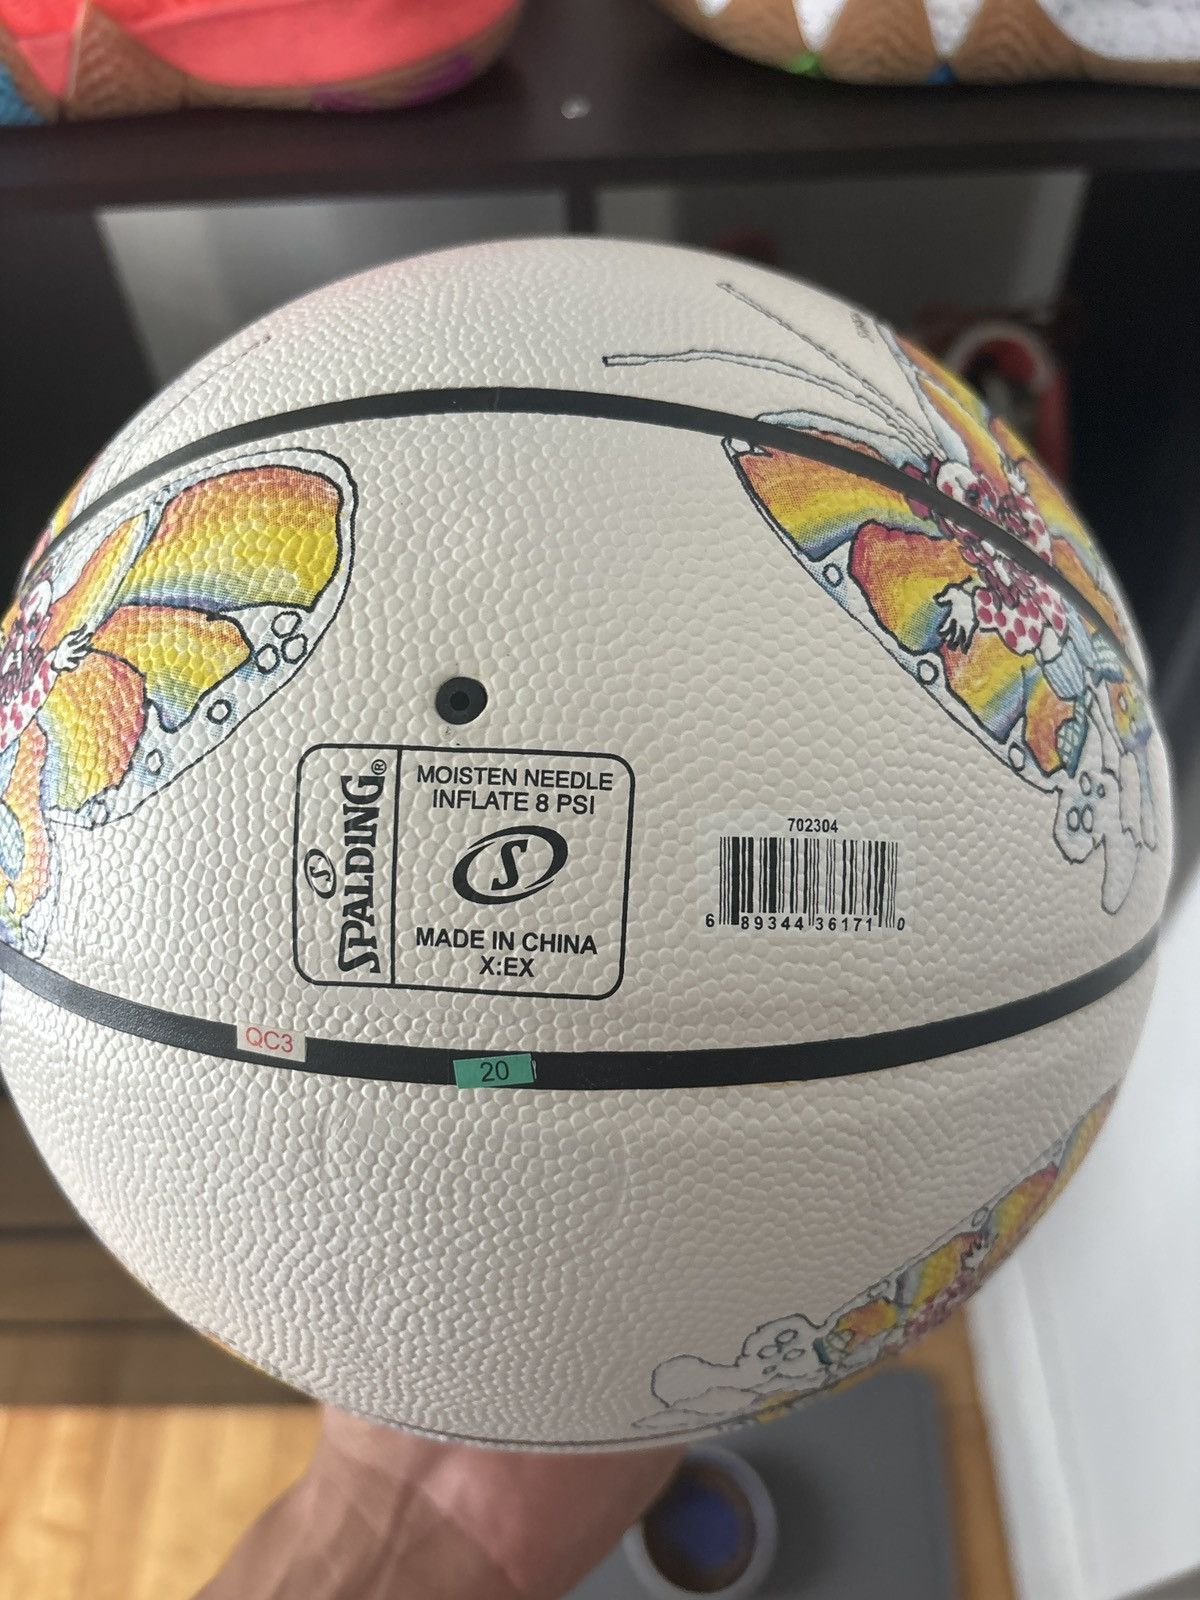 SPALDING®
MOISTEN NEEDLE
INFLATE 8 PSI
S
MADE IN CHINA
X:EX
702304
6 89344 36171 0
QC3
20